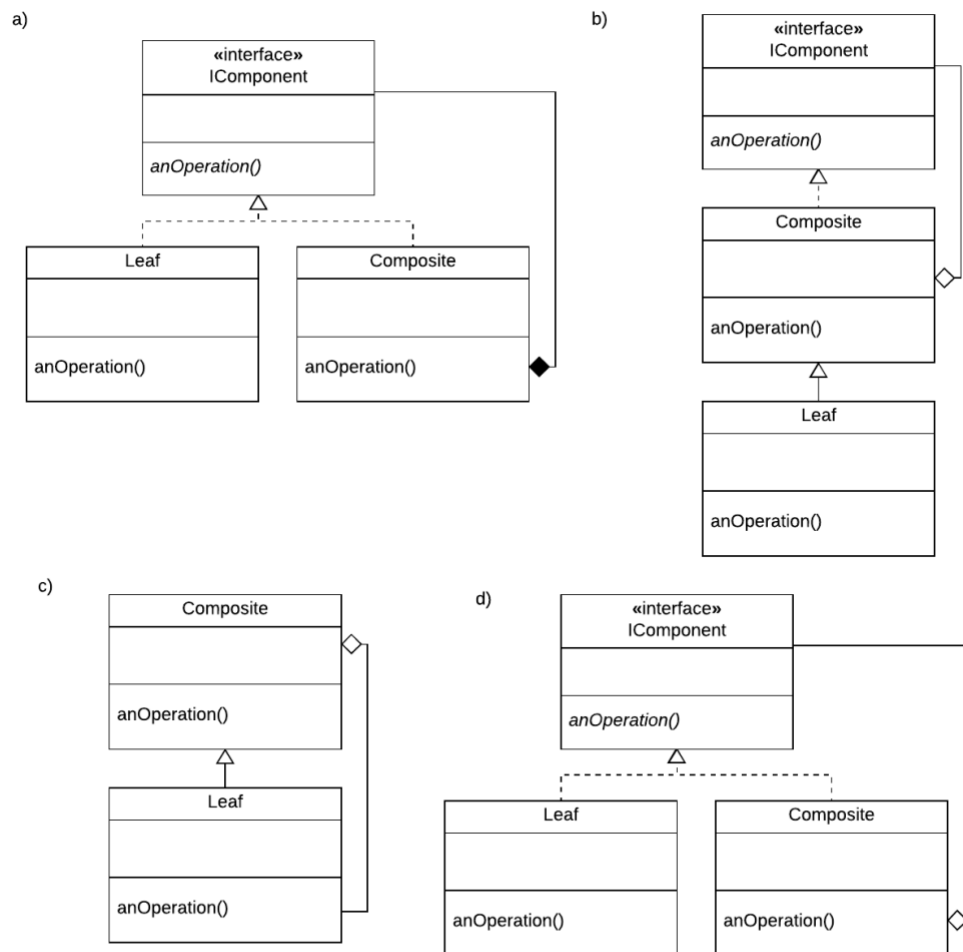 a)
«interface»
IComponent
anOperation()
Leaf
Composite
anOperation()
anOperation()
b)
«interface»
IComponent
anOperation()
Composite
anOperation()
Leaf
anOperation()
c)
Composite
anOperation()
Leaf
anOperation()
d)
«interface»
IComponent
anOperation()
Leaf
Composite
anOperation()
anOperation()